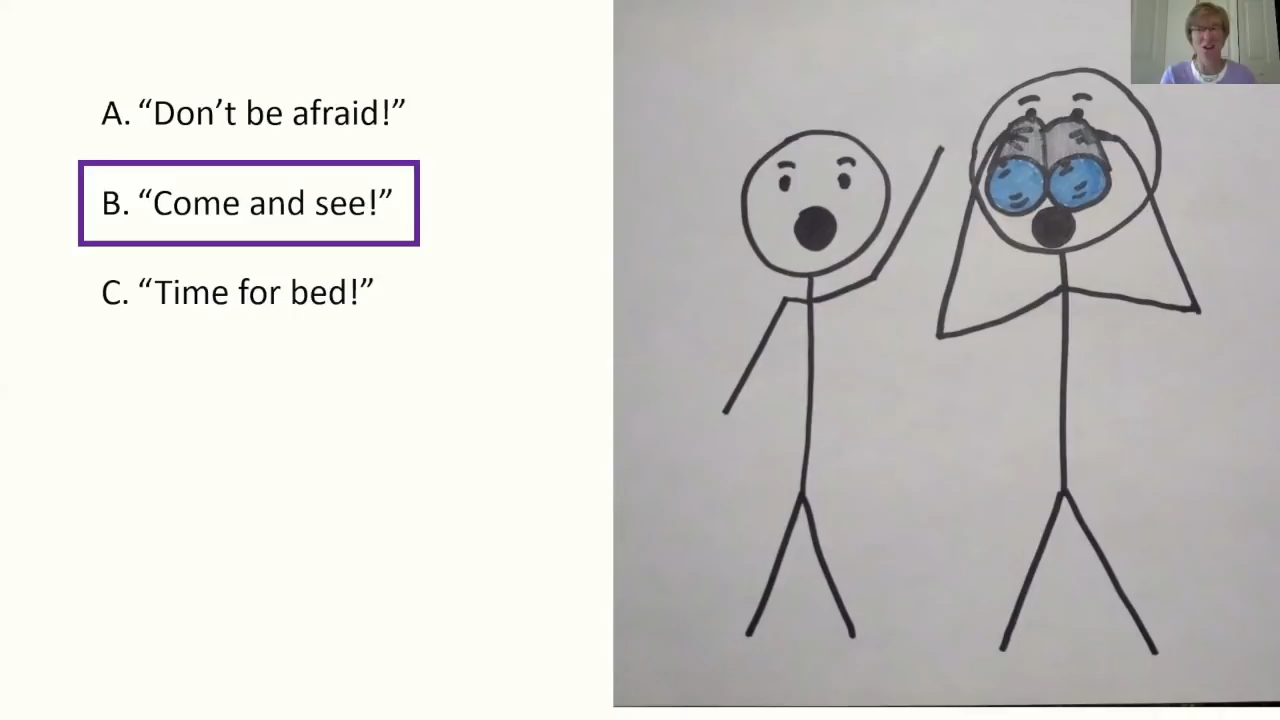 A. “Don’t be afraid!”
B. “Come and see!”
C. “Time for bed!”